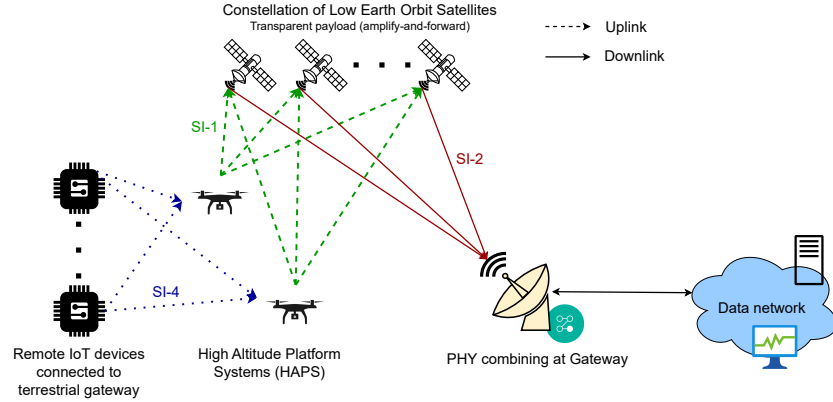 Constellation of Low Earth Orbit Satellites
Transparent payload (amplify-and-forward)
Uplink
Downlink
SI-1
SI-2
SI-4
Data network
Remote IoT devices
connected to
terrestrial gateway
High Altitude Platform
Systems (HAPS)
PHY combining at Gateway